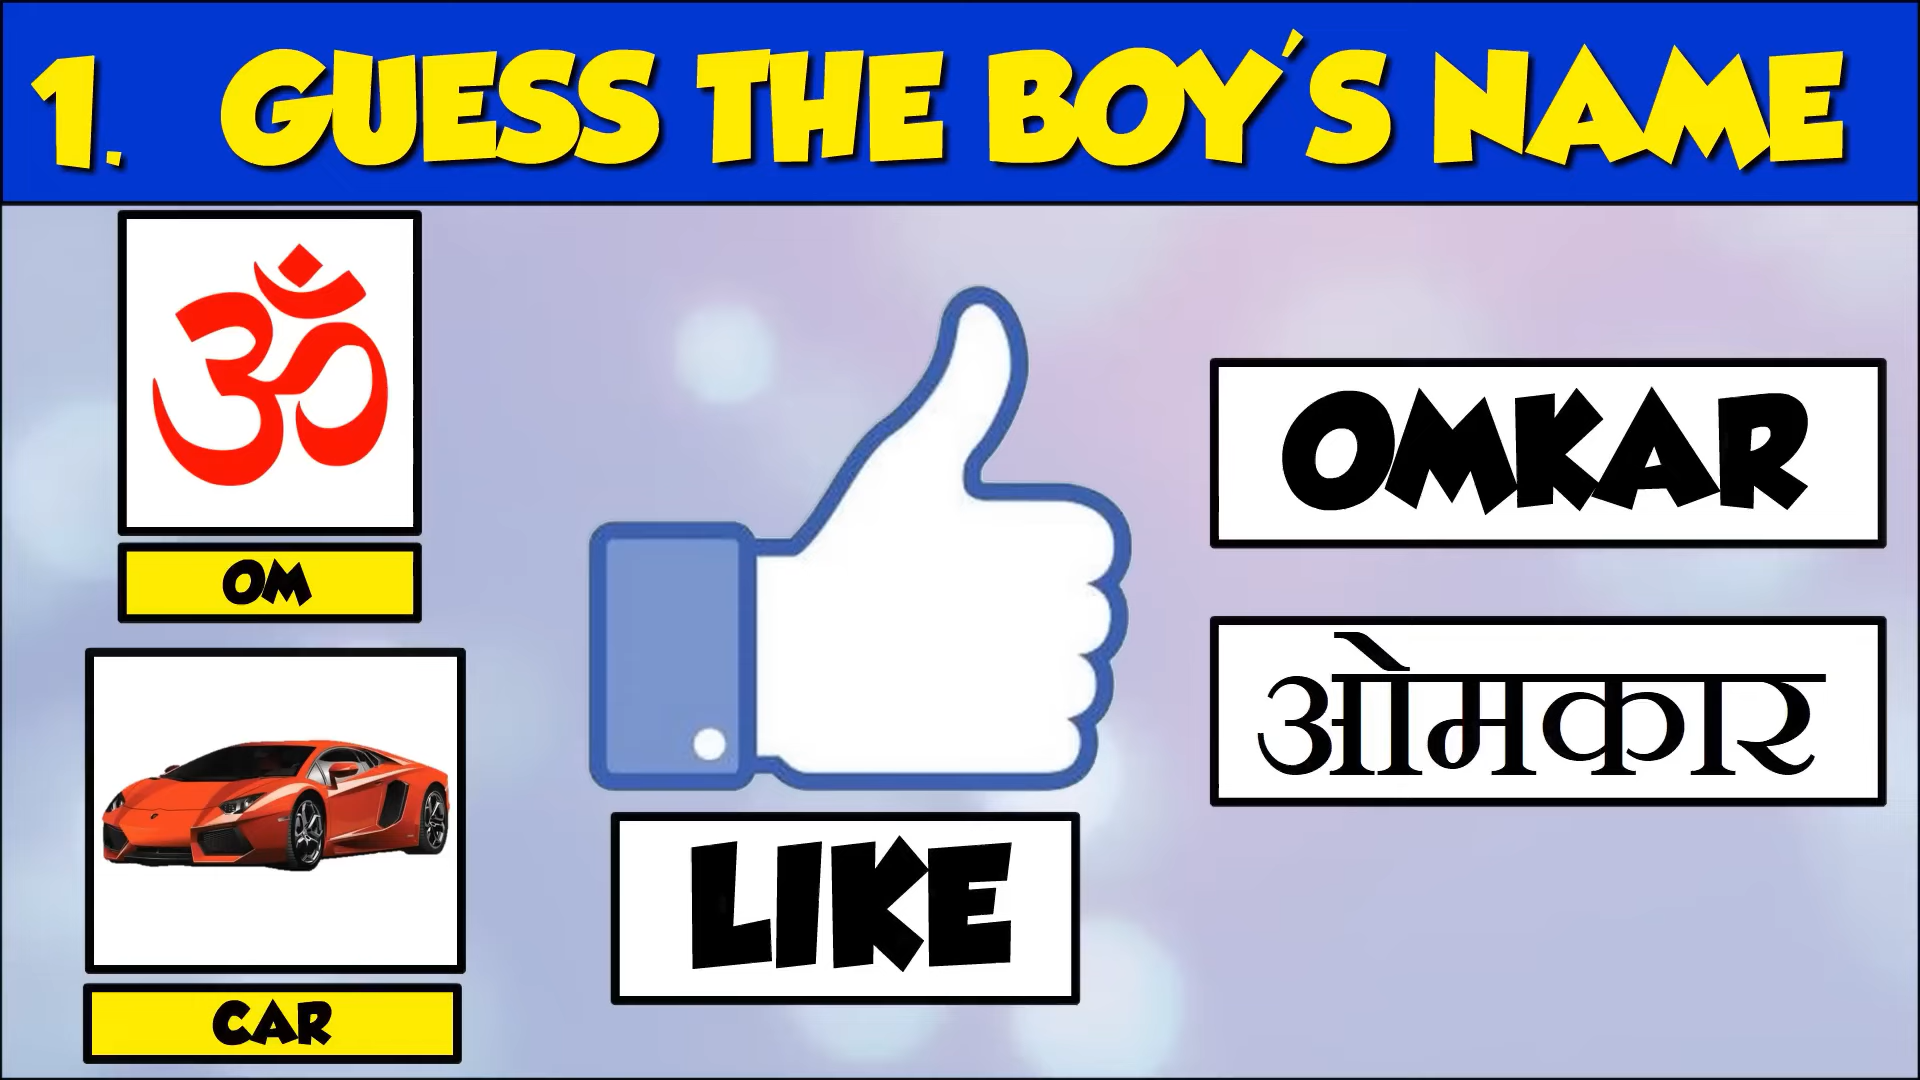 1. GUESS THE BOY'S NAME
ॐ
OM
CAR
LIKE
OMKAR
ओमकार